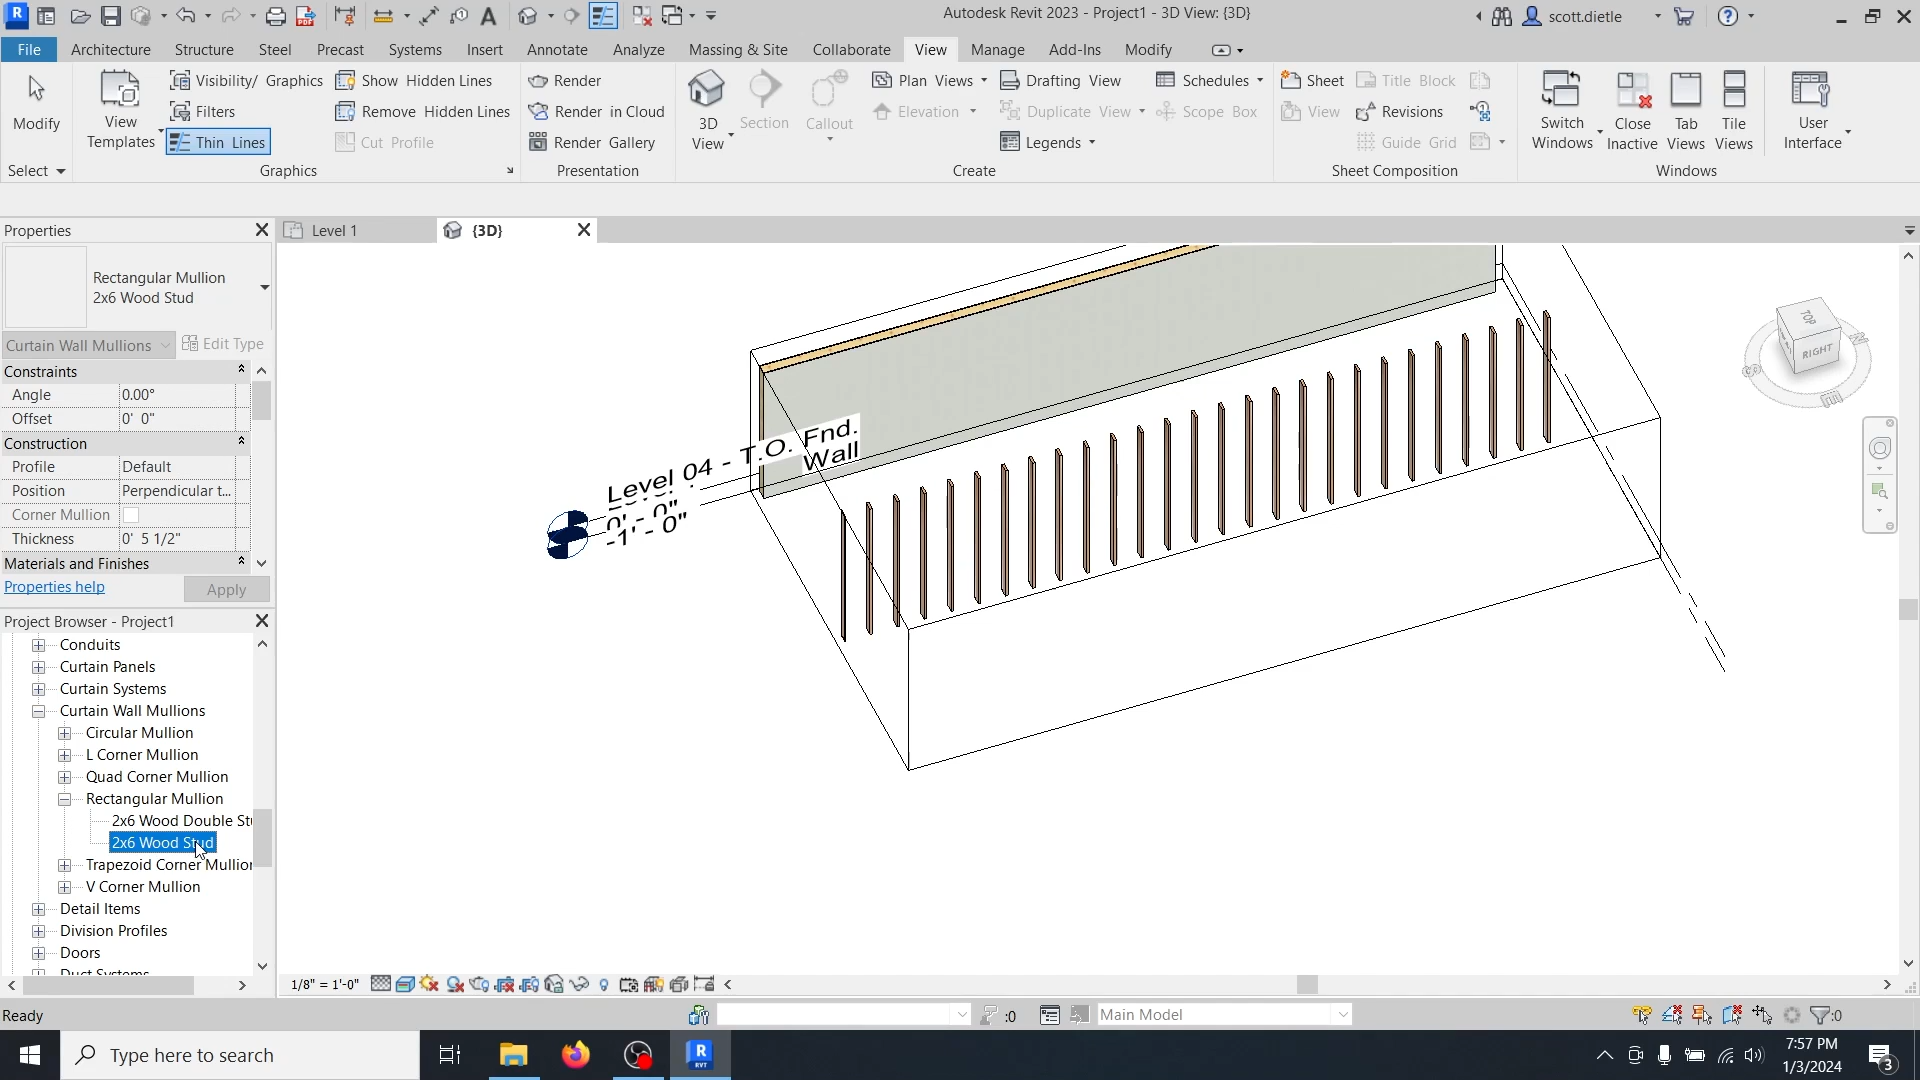 Autodesk Revit 2023 - Project1 - 3D View: {3D}
scott.dietle
File
Architecture
Structure
Steel
Precast
Systems
Insert
Annotate
Analyze
Massing & Site
Collaborate
View
Manage
Add-Ins
Modify
Modify
View
Templates
Visibility/ Graphics
Filters
Thin Lines
Show Hidden Lines
Remove Hidden Lines
Cut Profile
Render
Render in Cloud
Render Gallery
3D
View
Section
Callout
Plan Views
Elevation
Drafting View
Duplicate View
Legends
Schedules
Scope Box
Sheet
View
Title Block
Revisions
Guide Grid
Switch
Windows
Close
Inactive
Tab
Views
Tile
Views
User
Interface
Select
Graphics
Presentation
Create
Sheet Composition
Windows
Properties
Level 1
{3D}
Rectangular Mullion
2x6 Wood Stud
Curtain Wall Mullions
Edit Type
Constraints
Angle 0.00°
Offset 0' 0"
Construction
Profile Default
Position Perpendicular t...
Corner Mullion
Thickness 0' 5 1/2"
Materials and Finishes
Properties help
Apply
Project Browser - Project1
Conduits
Curtain Panels
Curtain Systems
Curtain Wall Mullions
Circular Mullion
L Corner Mullion
Quad Corner Mullion
Rectangular Mullion
2x6 Wood Double St
2x6 Wood Stud
Trapezoid Corner Mullion
V Corner Mullion
Detail Items
Division Profiles
Doors
Duct Systems
Level 04 - T.O. Fnd.
Wall
0' - 0"
-1' - 0"
TOP
RIGHT
S
E
N
1/8" = 1'-0"
Ready
:0
Main Model
:0
Type here to search
7:57 PM
1/3/2024
3